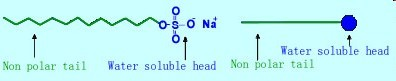 O
O-S-O⁻ Na⁺
O
Non polar tail
Water soluble head
Water soluble head
Non polar tail